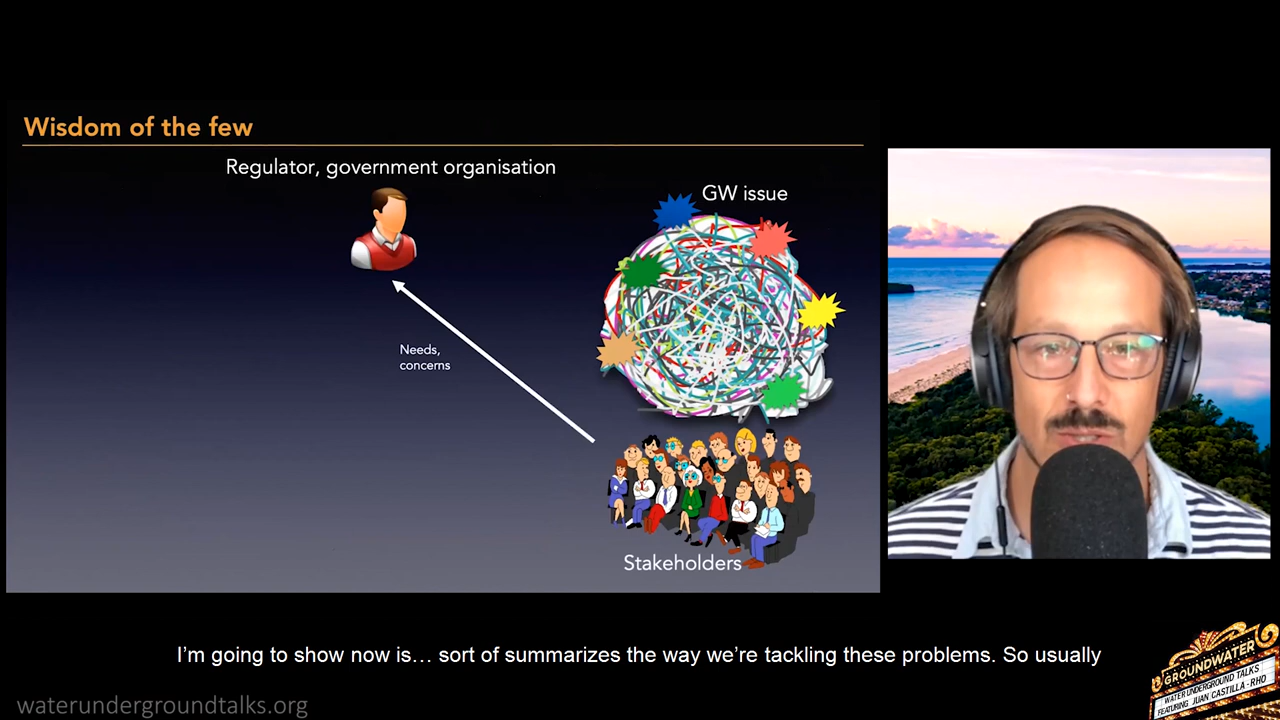 Wisdom of the few
Regulator, government organisation
GW issue
Needs,
concerns
Stakeholders
I'm going to show now is… sort of summarizes the way we're tackling these problems. So usually
waterundergroundtalks.org
GROUNDWATER
WATER UNDERGROUND TALKS
FEATURING JUAN CASTILLA-RHO